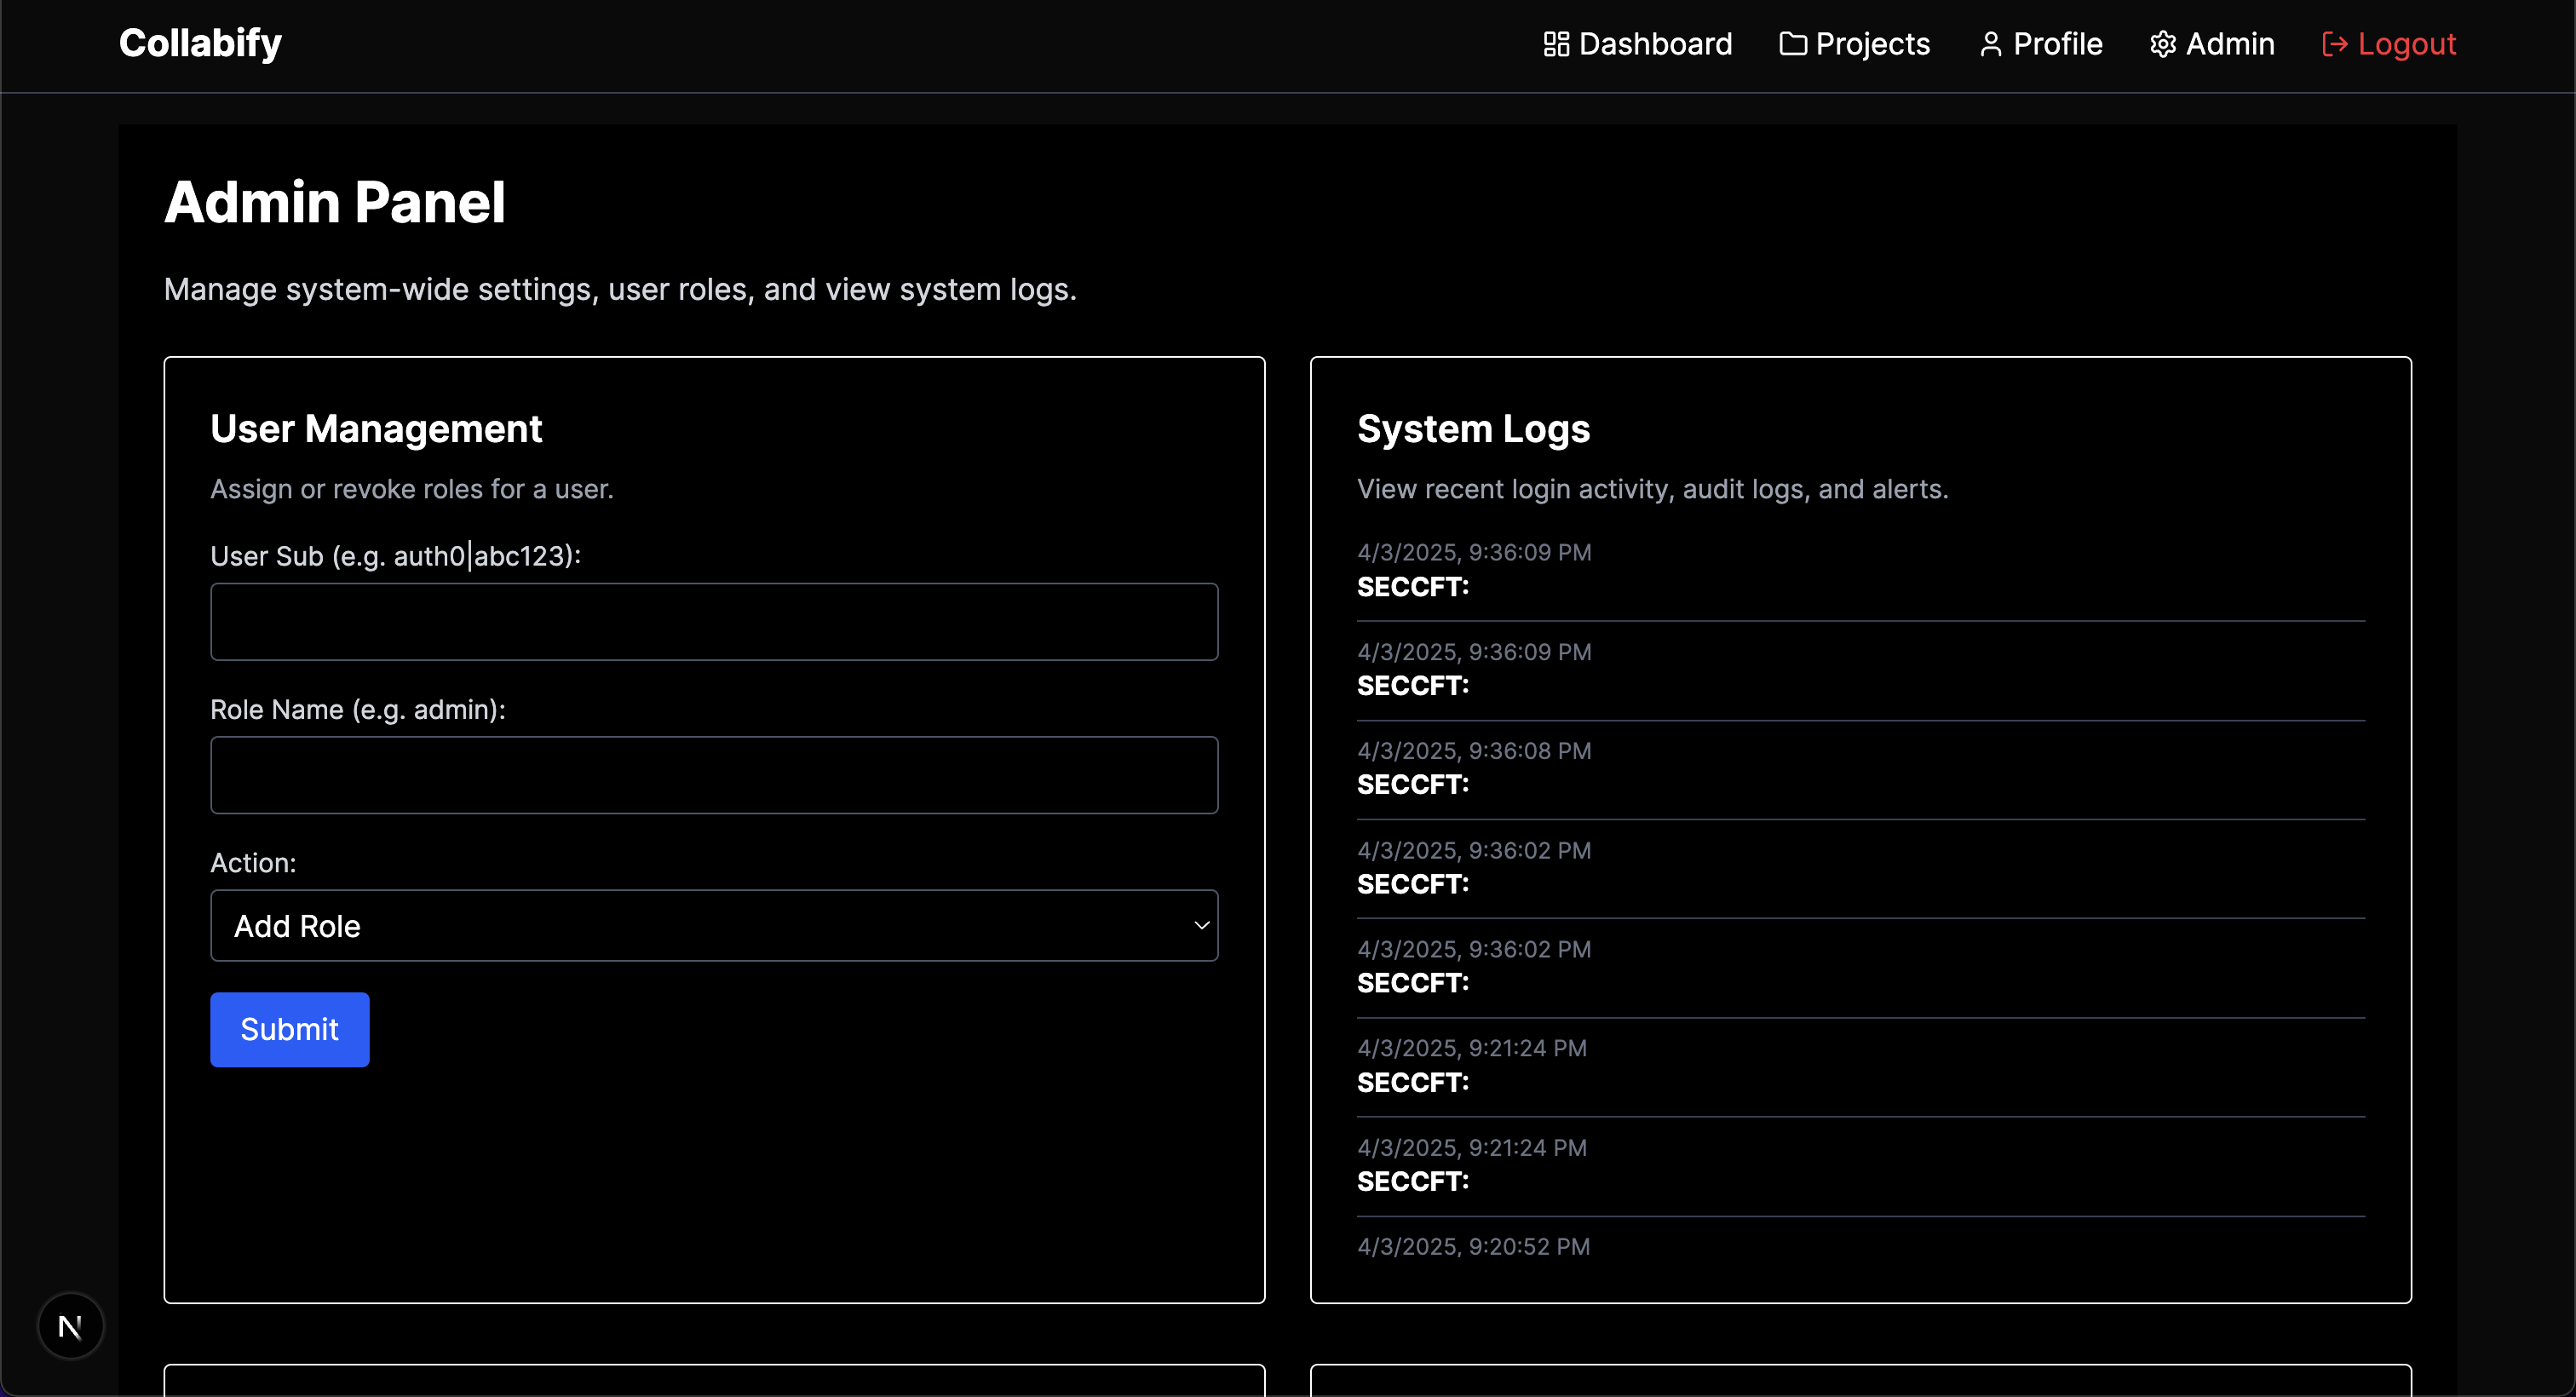 Collabify
Dashboard
Projects
Profile
Admin
Logout
Admin Panel
Manage system-wide settings, user roles, and view system logs.
User Management
Assign or revoke roles for a user.
User Sub (e.g. auth0|abc123):
Role Name (e.g. admin):
Action:
Add Role
Submit
System Logs
View recent login activity, audit logs, and alerts.
4/3/2025, 9:36:09 PM
SECCFT:
4/3/2025, 9:36:09 PM
SECCFT:
4/3/2025, 9:36:08 PM
SECCFT:
4/3/2025, 9:36:02 PM
SECCFT:
4/3/2025, 9:36:02 PM
SECCFT:
4/3/2025, 9:21:24 PM
SECCFT:
4/3/2025, 9:21:24 PM
SECCFT:
4/3/2025, 9:20:52 PM
N